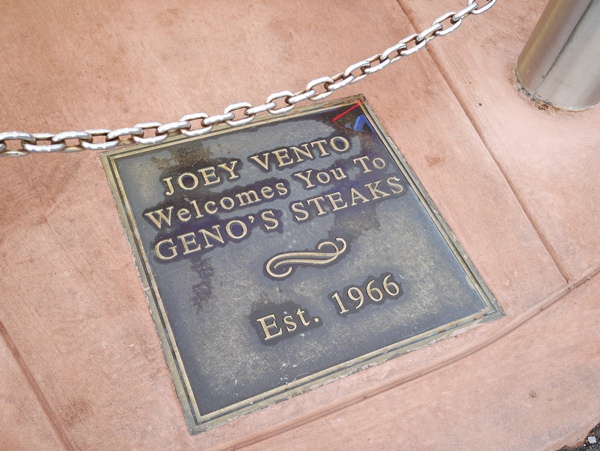 JOEY VENTO
Welcomes You To
GENO'S STEAKS
Est. 1966